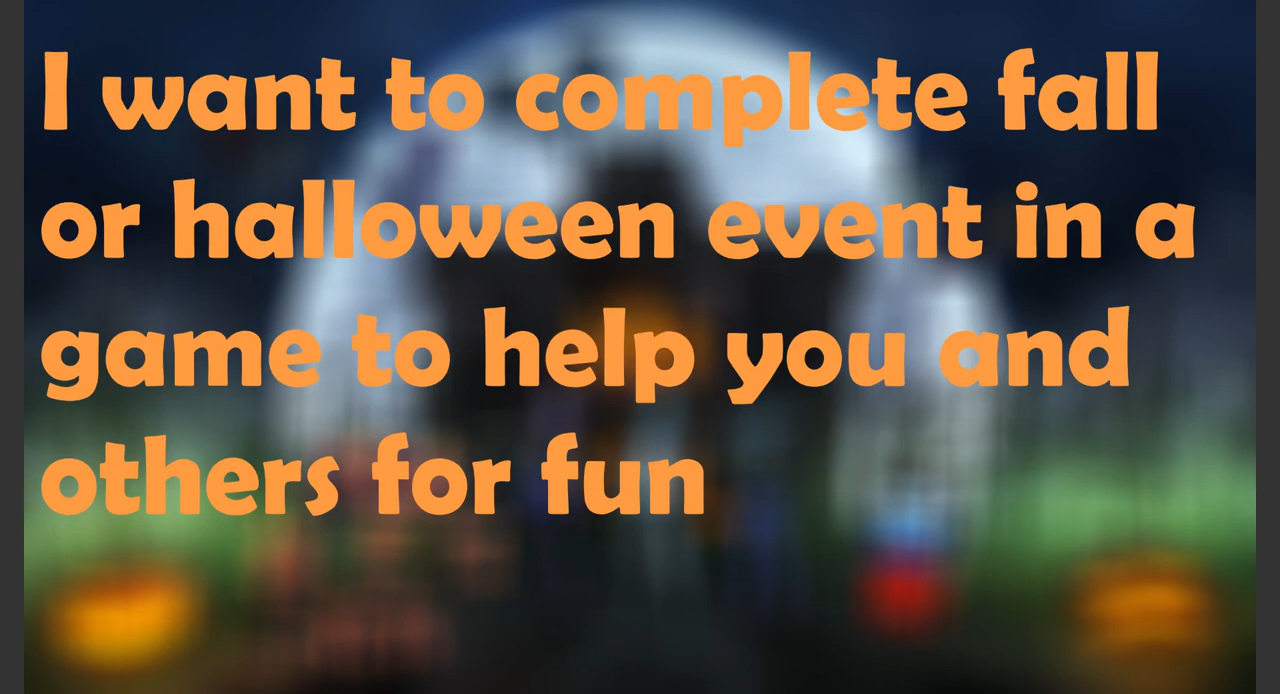 I want to complete fall
or halloween event in a
game to help you and
others for fun